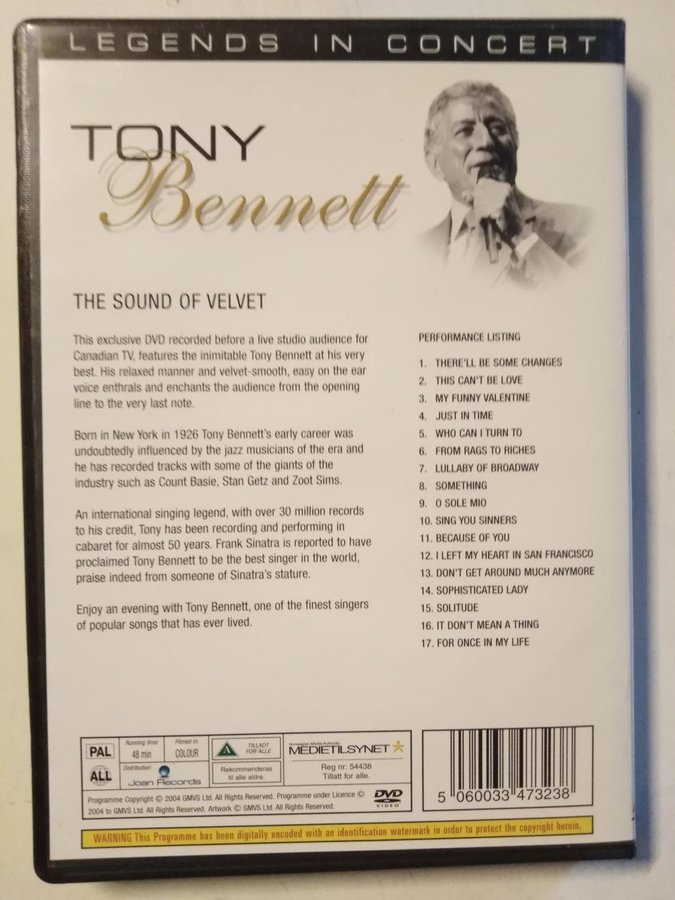 LEGENDS IN CONCERT
TONY
Bennett
THE SOUND OF VELVET
This exclusive DVD recorded before a live studio audience for
Canadian TV, features the inimitable Tony Bennett at his very
best. His relaxed manner and velvet-smooth, easy on the ear
voice enthrals and enchants the audience from the opening
line to the very last note.
Born in New York in 1926 Tony Bennett's early career was
undoubtedly influenced by the jazz musicians of the era and
he has recorded tracks with some of the giants of the
industry such as Count Basie, Stan Getz and Zoot Sims.
An international singing legend, with over 30 million records
to his credit, Tony has been recording and performing in
cabaret for almost 50 years. Frank Sinatra is reported to have
proclaimed Tony Bennett to be the best singer in the world,
praise indeed from someone of Sinatra's stature.
Enjoy an evening with Tony Bennett, one of the finest singers
of popular songs that has ever lived.
PERFORMANCE LISTING
1. THERE'LL BE SOME CHANGES
2. THIS CAN'T BE LOVE
3. MY FUNNY VALENTINE
4. JUST IN TIME
5. WHO CAN I TURN TO
6. FROM RAGS TO RICHES
7. LULLABY OF BROADWAY
8. SOMETHING
9. O SOLE MIO
10. SING YOU SINNERS
11. BECAUSE OF YOU
12. I LEFT MY HEART IN SAN FRANCISCO
13. DON'T GET AROUND MUCH ANYMORE
14. SOPHISTICATED LADY
15. SOLITUDE
16. IT DON'T MEAN A THING
17. FOR ONCE IN MY LIFE
PAL
ALL
Running time
48 min
Filmed in
COLOUR
Distribution:
Joan Records
A
TILLADT
FOR ALLE
Rekommenderas
til alle aldre.
Norwegian Media Authority
MEDIETILSYNET
Reg nr: 54438
Tillatt for alle.
Programme Copyright © 2004 GMVS Ltd. All Rights Reserved. Programme under Licence ©
2004 to GMVS Ltd. All Rights Reserved. Artwork © GMVS Ltd. All Rights Reserved.
DVD
VIDEO
5 060033 473238
WARNING This Programme has been digitally encoded with an identification watermark in order to protect the copyright herein.